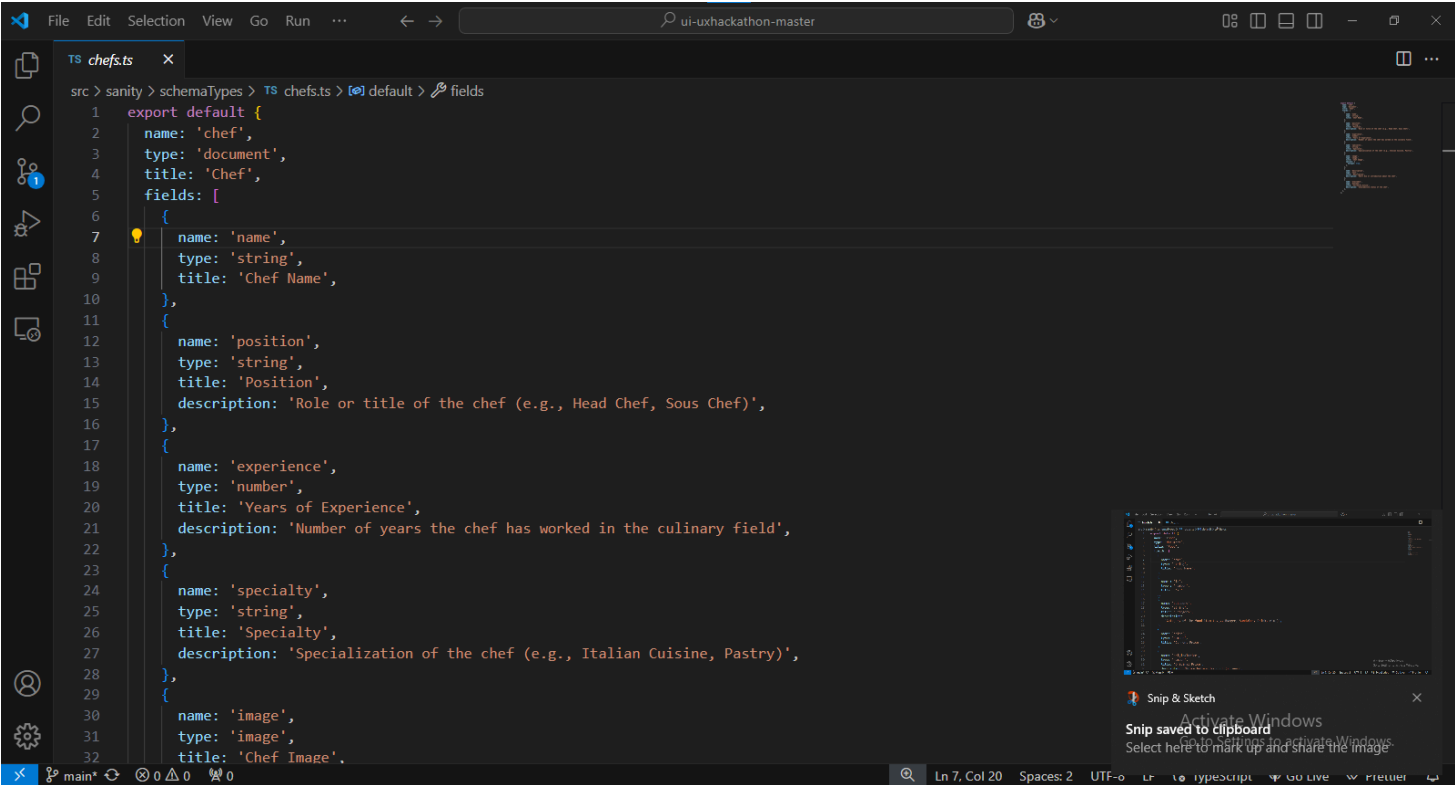 File Edit Selection View Go Run ··· ui-uxhackathon-master
TS chefs.ts
src > sanity > schemaTypes > TS chefs.ts > default > fields
1 export default {
2 name: 'chef',
3 type: 'document',
4 title: 'Chef',
5 fields: [
6 {
7 name: 'name',
8 type: 'string',
9 title: 'Chef Name',
10 },
11 {
12 name: 'position',
13 type: 'string',
14 title: 'Position',
15 description: 'Role or title of the chef (e.g., Head Chef, Sous Chef)',
16 },
17 {
18 name: 'experience',
19 type: 'number',
20 title: 'Years of Experience',
21 description: 'Number of years the chef has worked in the culinary field',
22 },
23 {
24 name: 'specialty',
25 type: 'string',
26 title: 'Specialty',
27 description: 'Specialization of the chef (e.g., Italian Cuisine, Pastry)',
28 },
29 {
30 name: 'image',
31 type: 'image',
32 title: 'Chef Image',
1
Snip & Sketch
Activate Windows
Snip saved to clipboard
Go to Settings to activate Windows.
Select here to mark up and share the image
main* 0 0 0 Ln 7, Col 20 Spaces: 2 UTF-8 LF TypeScript Go Live Prettier